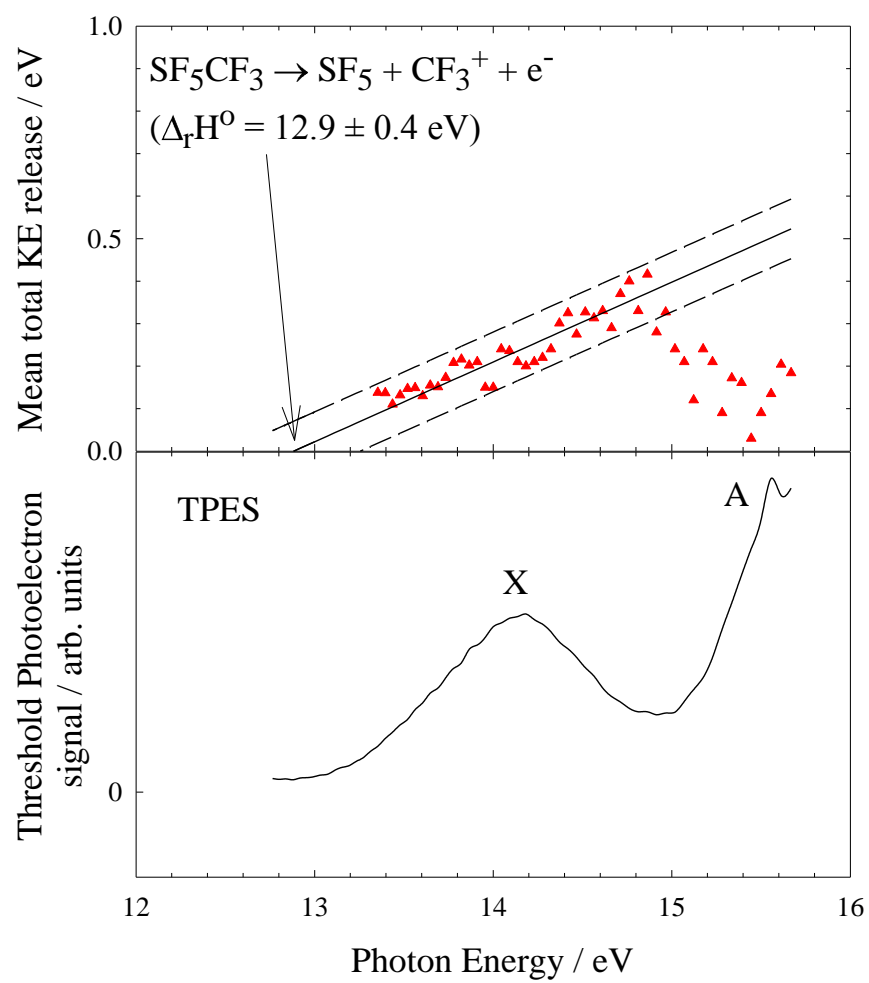 1.0
SF₅CF₃ → SF₅ + CF₃⁺ + e⁻
(ΔᵣHᴼ = 12.9 ± 0.4 eV)
Mean total KE release / eV
0.5
0.0
TPES
A
X
Threshold Photoelectron
signal / arb. units
0
12 13 14 15 16
Photon Energy / eV